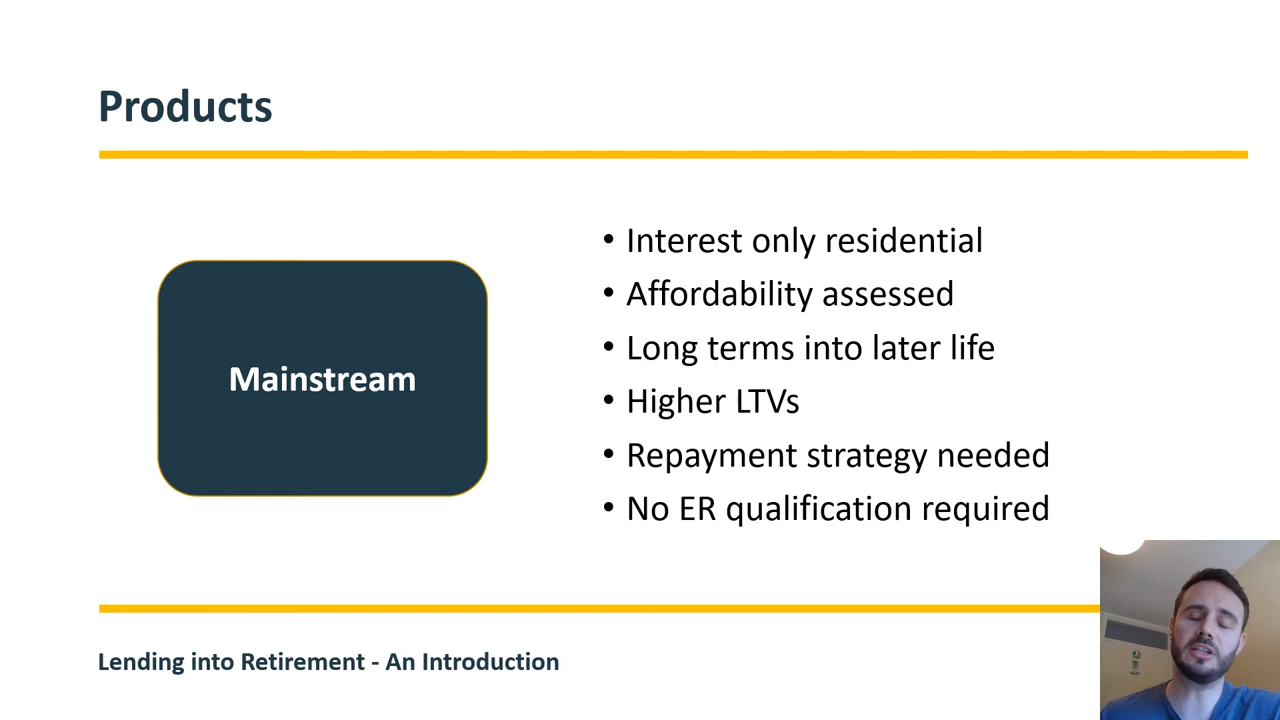 Products
Mainstream
• Interest only residential
• Affordability assessed
• Long terms into later life
• Higher LTVs
• Repayment strategy needed
• No ER qualification required
Lending into Retirement - An Introduction